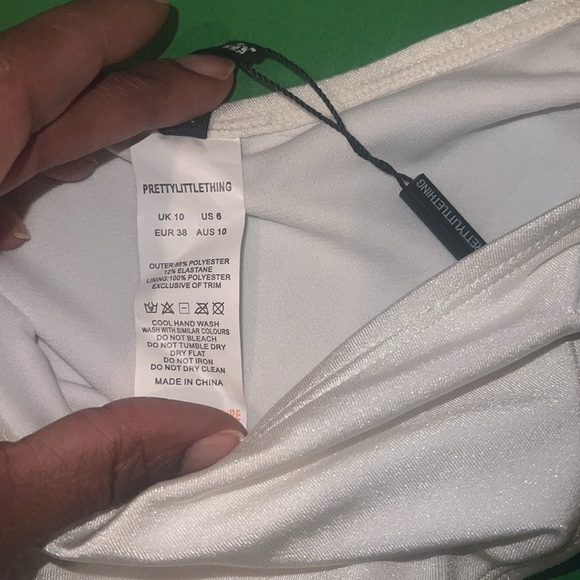 PRETTYLITTLETHING
UK 10 US 6
EUR 38 AUS 10
OUTER:88% POLYESTER
12% ELASTANE
LINING:100% POLYESTER
EXCLUSIVE OF TRIM
COOL HAND WASH
WASH WITH SIMILAR COLOURS
DO NOT BLEACH
DO NOT TUMBLE DRY
DRY FLAT
DO NOT IRON
DO NOT DRY CLEAN
MADE IN CHINA
PRETTYLITTLETHING